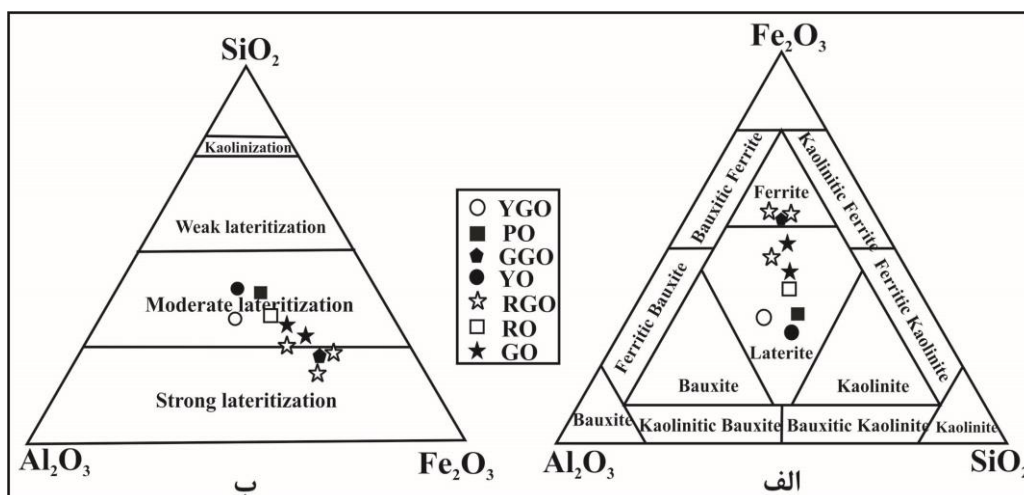 SiO₂
Kaolinization
Weak lateritization
Moderate lateritization
Strong lateritization
Al₂O₃
Fe₂O₃
ب
YGO
PO
GGO
YO
RGO
RO
GO
Fe₂O₃
Bauxitic Ferrite
Kaolinitic Ferrite
Ferrite
Ferritic Bauxite
Ferritic Kaolinite
Laterite
Bauxite
Kaolinite
Bauxite
Kaolinitic Bauxite
Bauxitic Kaolinite
Kaolinite
Al₂O₃
SiO₂
الف